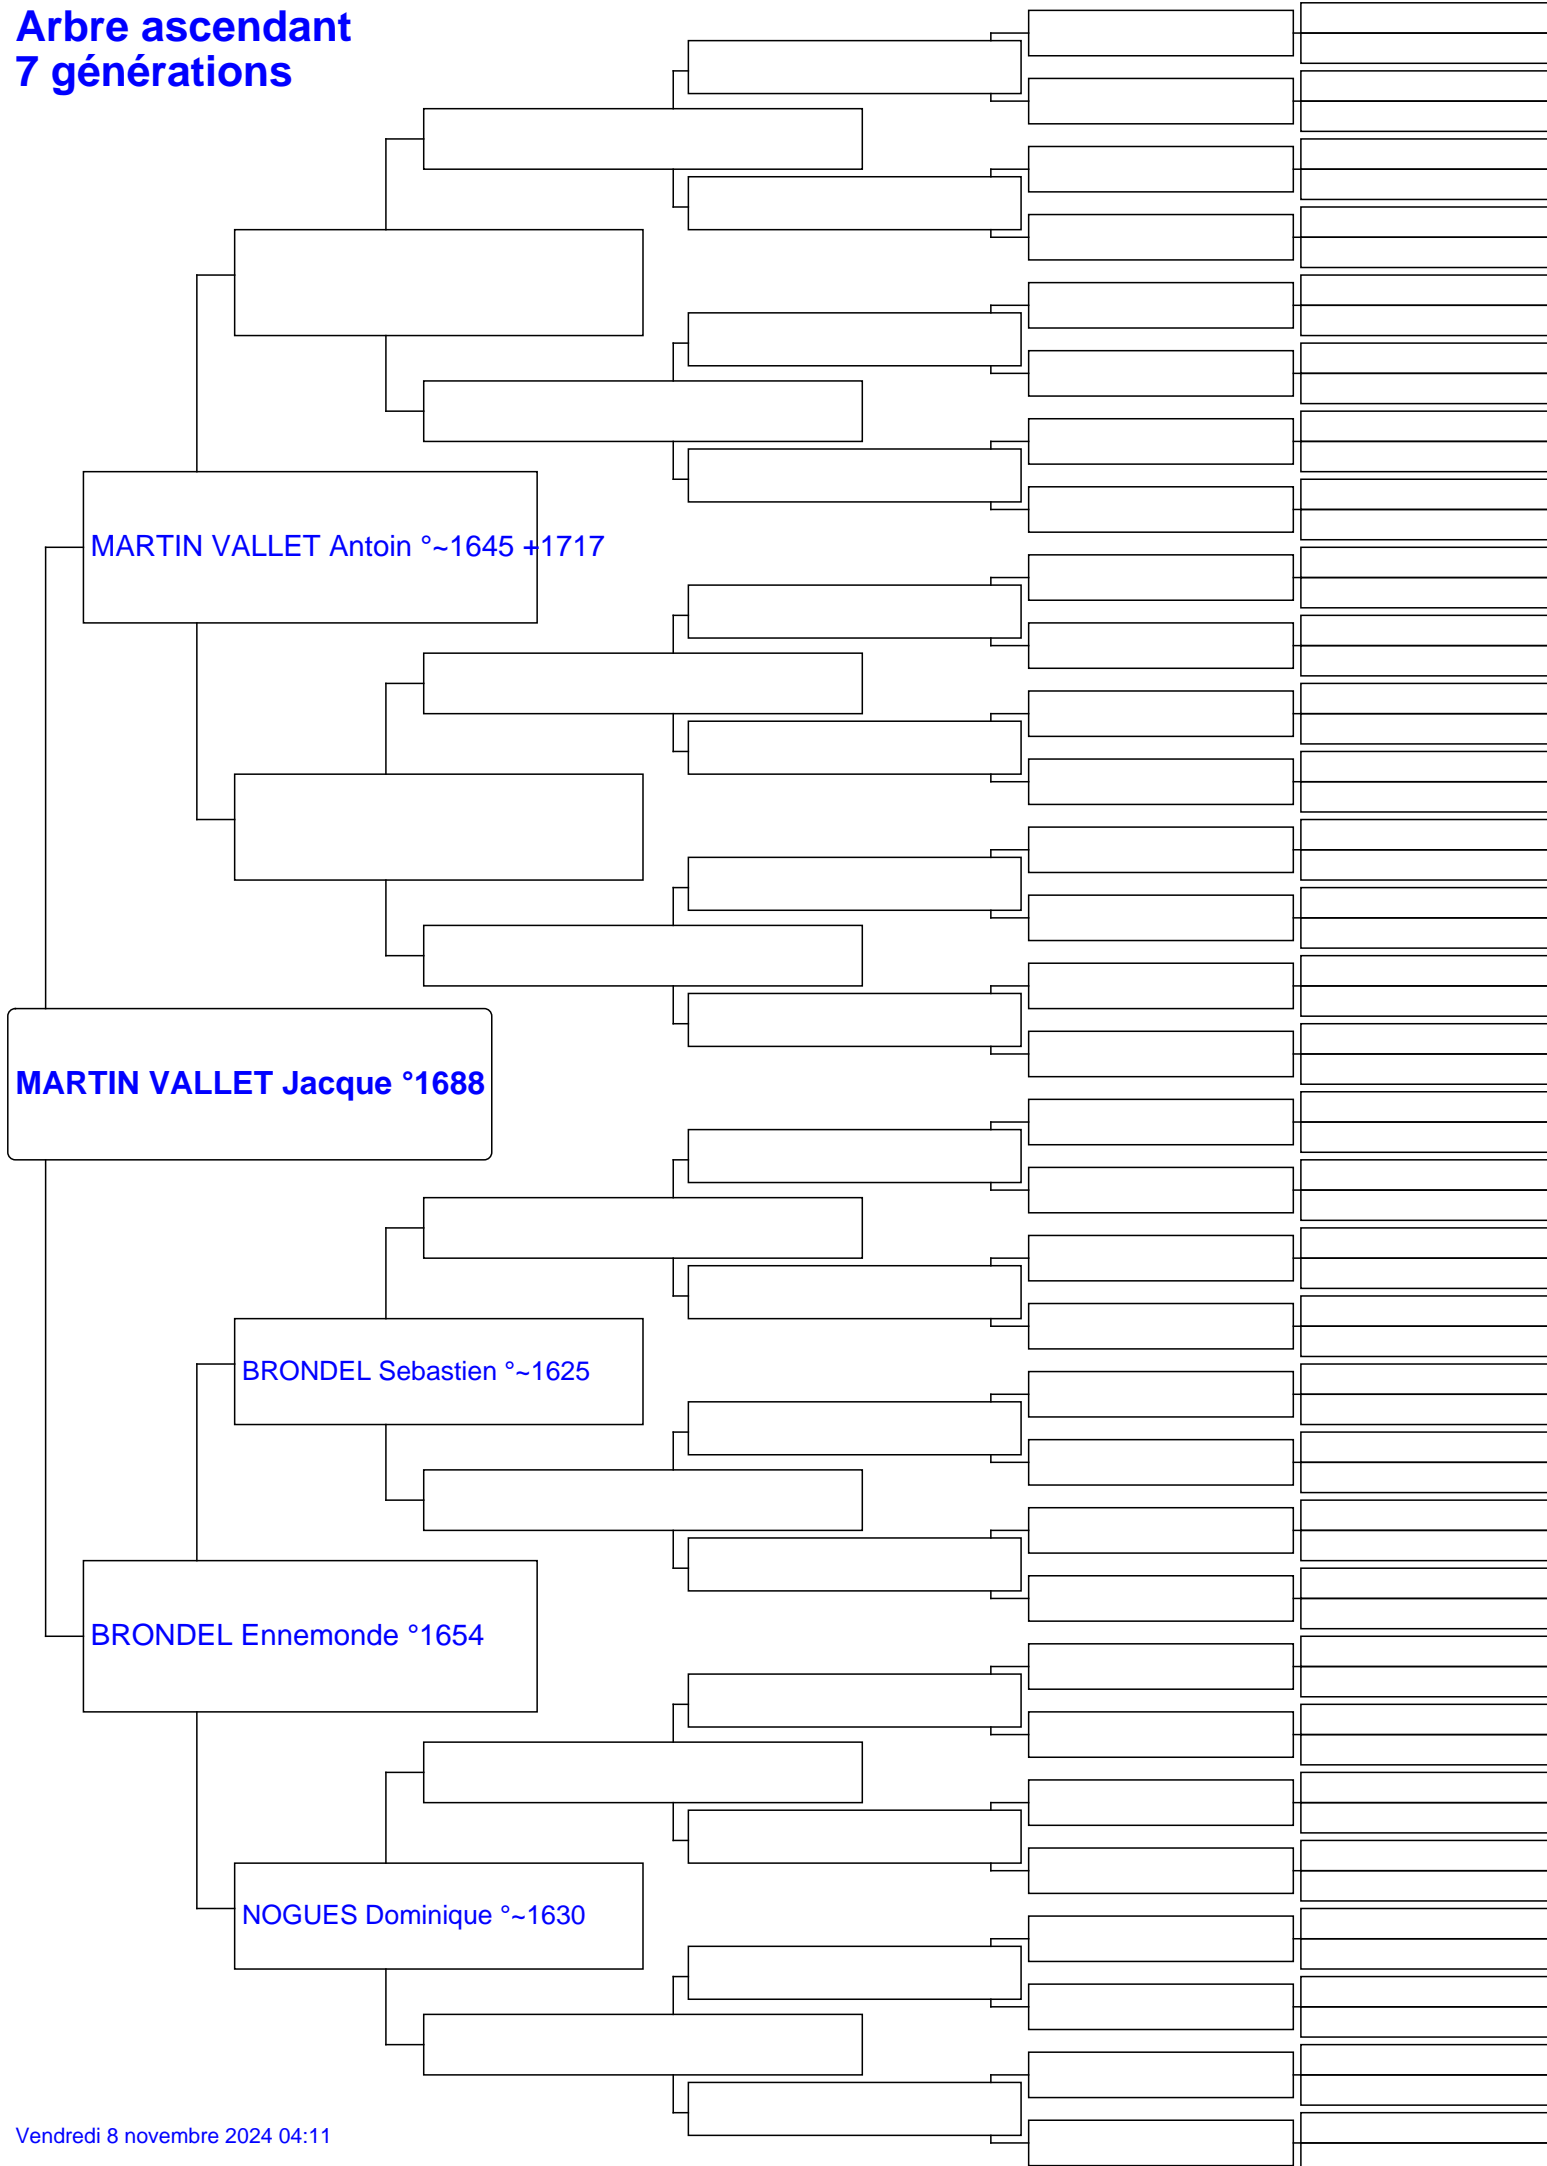 Arbre ascendant
7 générations
MARTIN VALLET Antoin °~1645 +1717
MARTIN VALLET Jacque °1688
BRONDEL Sebastien °~1625
BRONDEL Ennemonde °1654
NOGUES Dominique °~1630
Vendredi 8 novembre 2024 04:11